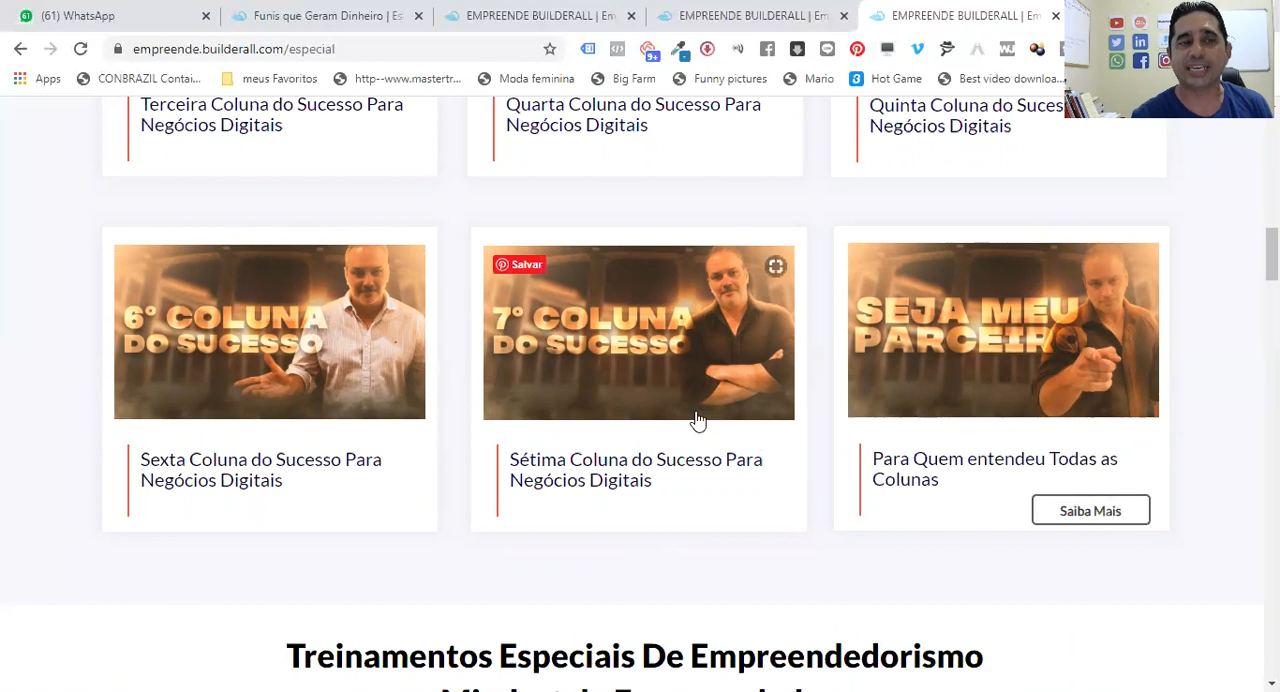 (61) WhatsApp
Funis que Geram Dinheiro | Es
EMPREENDE BUILDERALL | Em
EMPREENDE BUILDERALL | Em
EMPREENDE BUILDERALL | Em
empreende.builderall.com/especial
9+
Apps
CONBRAZIL Contai...
meus Favoritos
http--www.mastertr...
Moda feminina
Big Farm
Funny pictures
Mario
Hot Game
Best video downloa...
Terceira Coluna do Sucesso Para
Negócios Digitais
Quarta Coluna do Sucesso Para
Negócios Digitais
Quinta Coluna do Suces
Negócios Digitais
6º COLUNA
DO SUCESSO
Sexta Coluna do Sucesso Para
Negócios Digitais
Salvar
7º COLUNA
DO SUCESSO
Sétima Coluna do Sucesso Para
Negócios Digitais
SEJA MEU
PARCEIR
Para Quem entendeu Todas as
Colunas
Saiba Mais
Treinamentos Especiais De Empreendedorismo